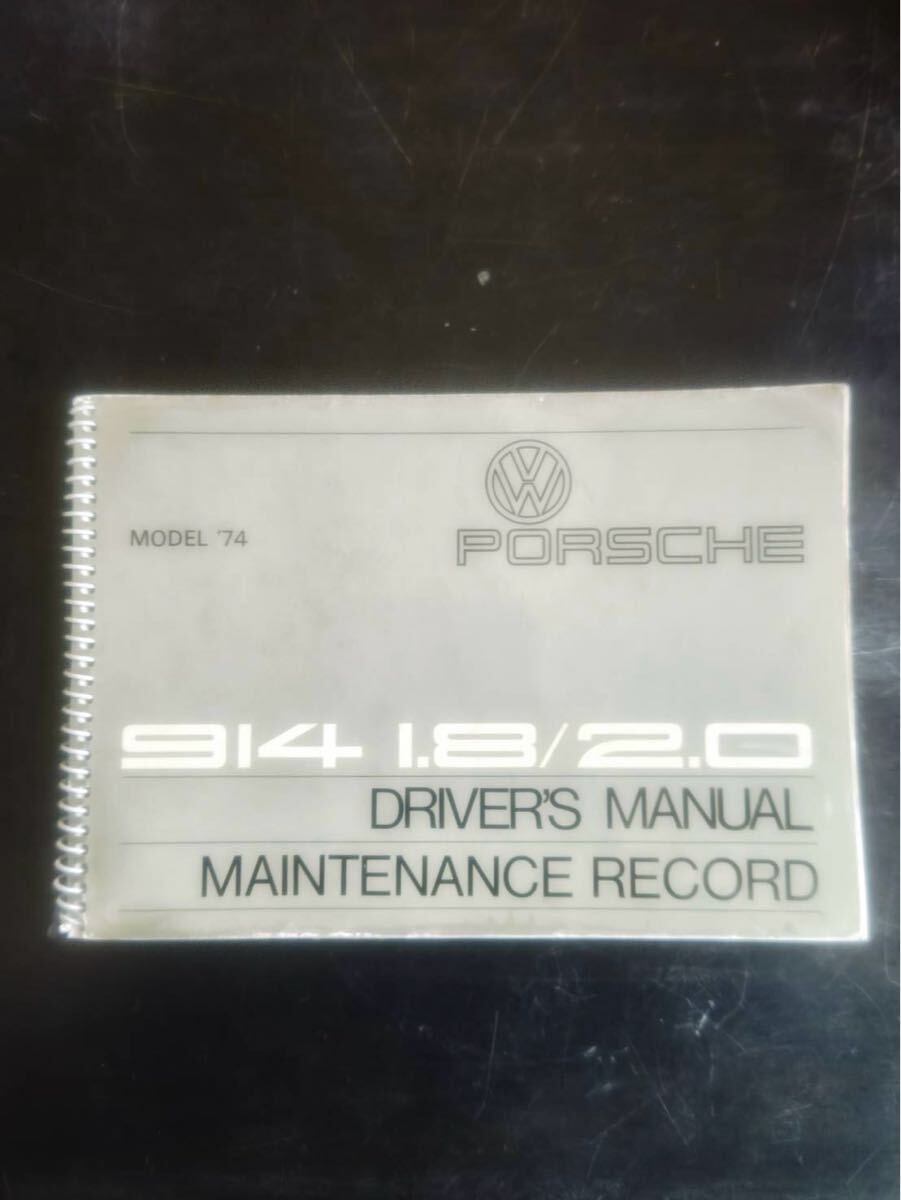 MODEL '74
VW
PORSCHE
914 1.8/2.0
DRIVER'S MANUAL
MAINTENANCE RECORD